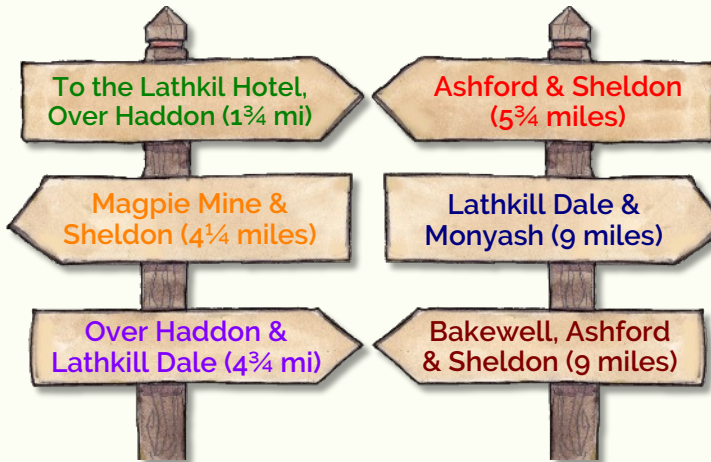 To the Lathkil Hotel,
Over Haddon (1¾ mi)
Ashford & Sheldon
(5¾ miles)
Magpie Mine &
Sheldon (4¼ miles)
Lathkill Dale &
Monyash (9 miles)
Over Haddon &
Lathkill Dale (4¾ mi)
Bakewell, Ashford
& Sheldon (9 miles)